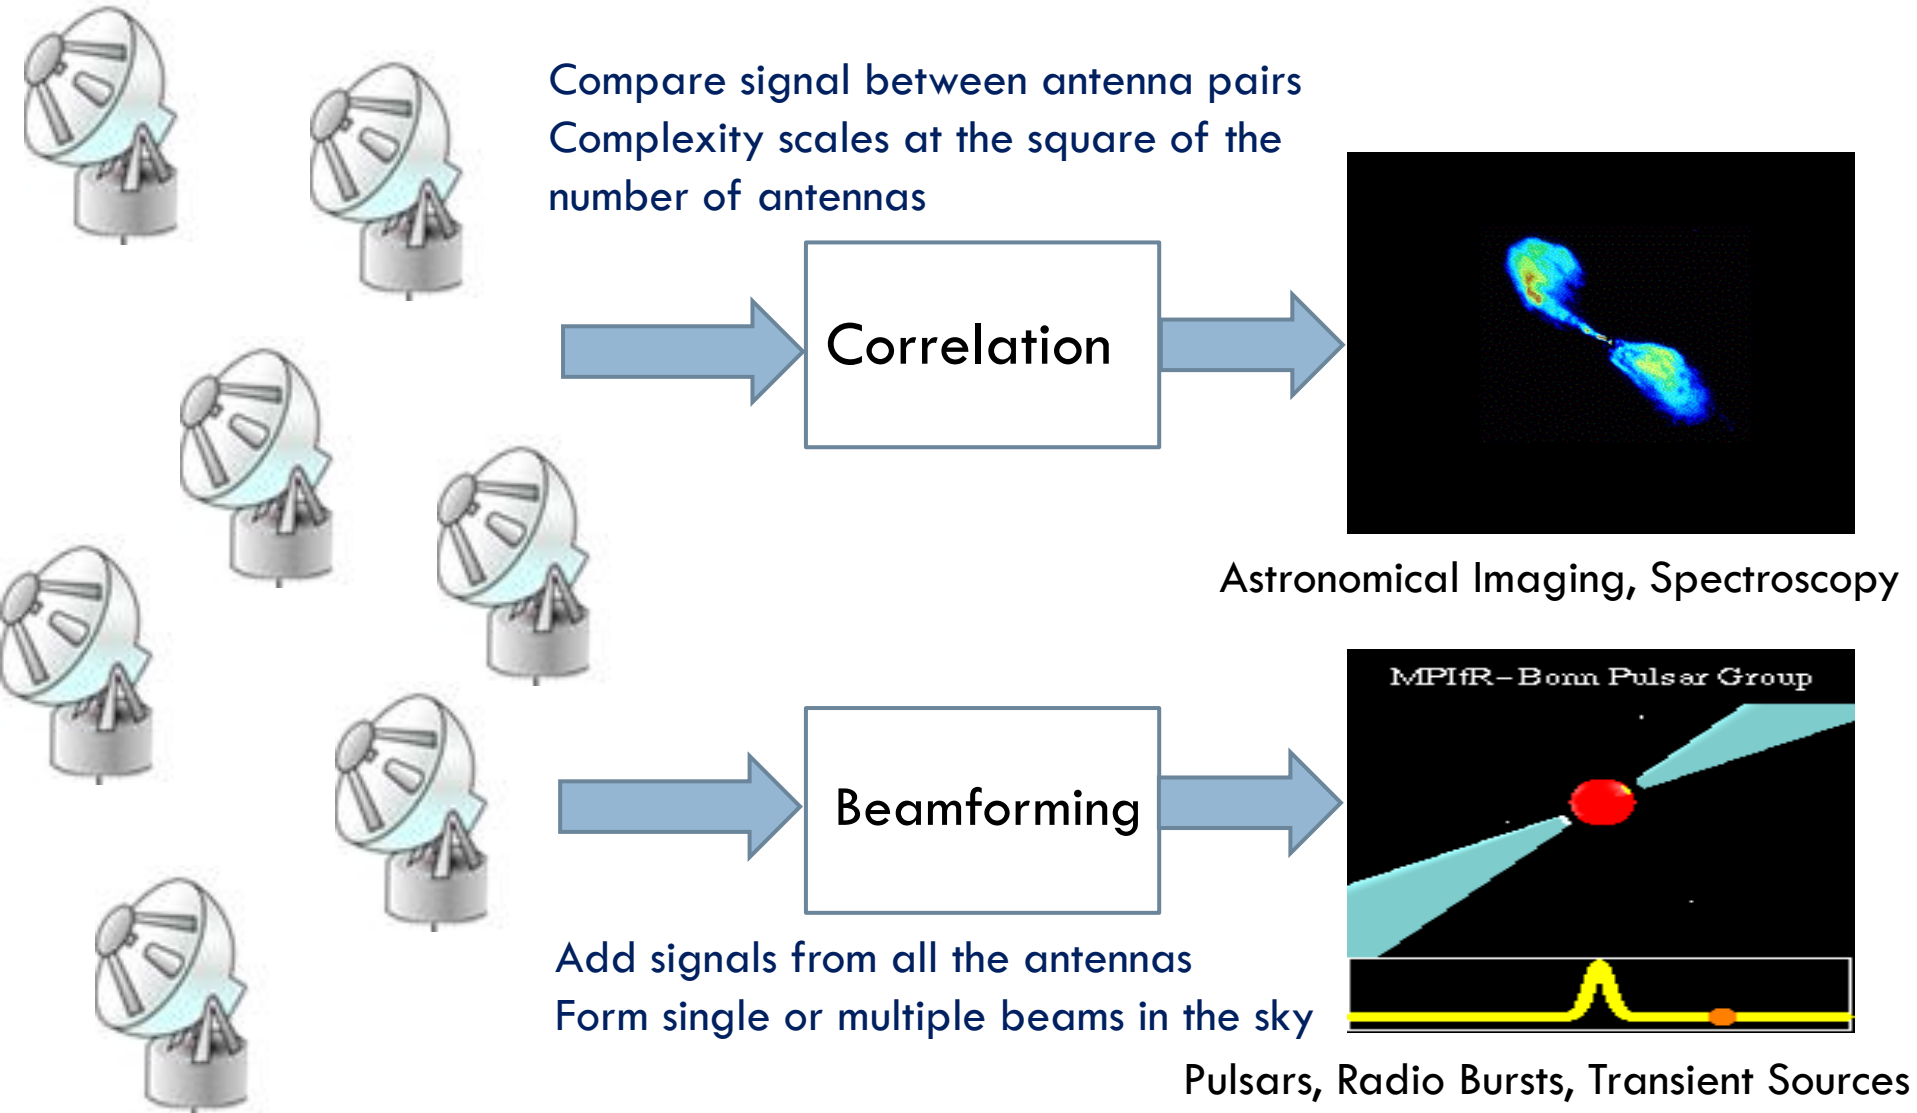 Compare signal between antenna pairs
Complexity scales at the square of the
number of antennas
Correlation
Astronomical Imaging, Spectroscopy
MPIfR-Bonn Pulsar Group
Beamforming
Add signals from all the antennas
Form single or multiple beams in the sky
Pulsars, Radio Bursts, Transient Sources